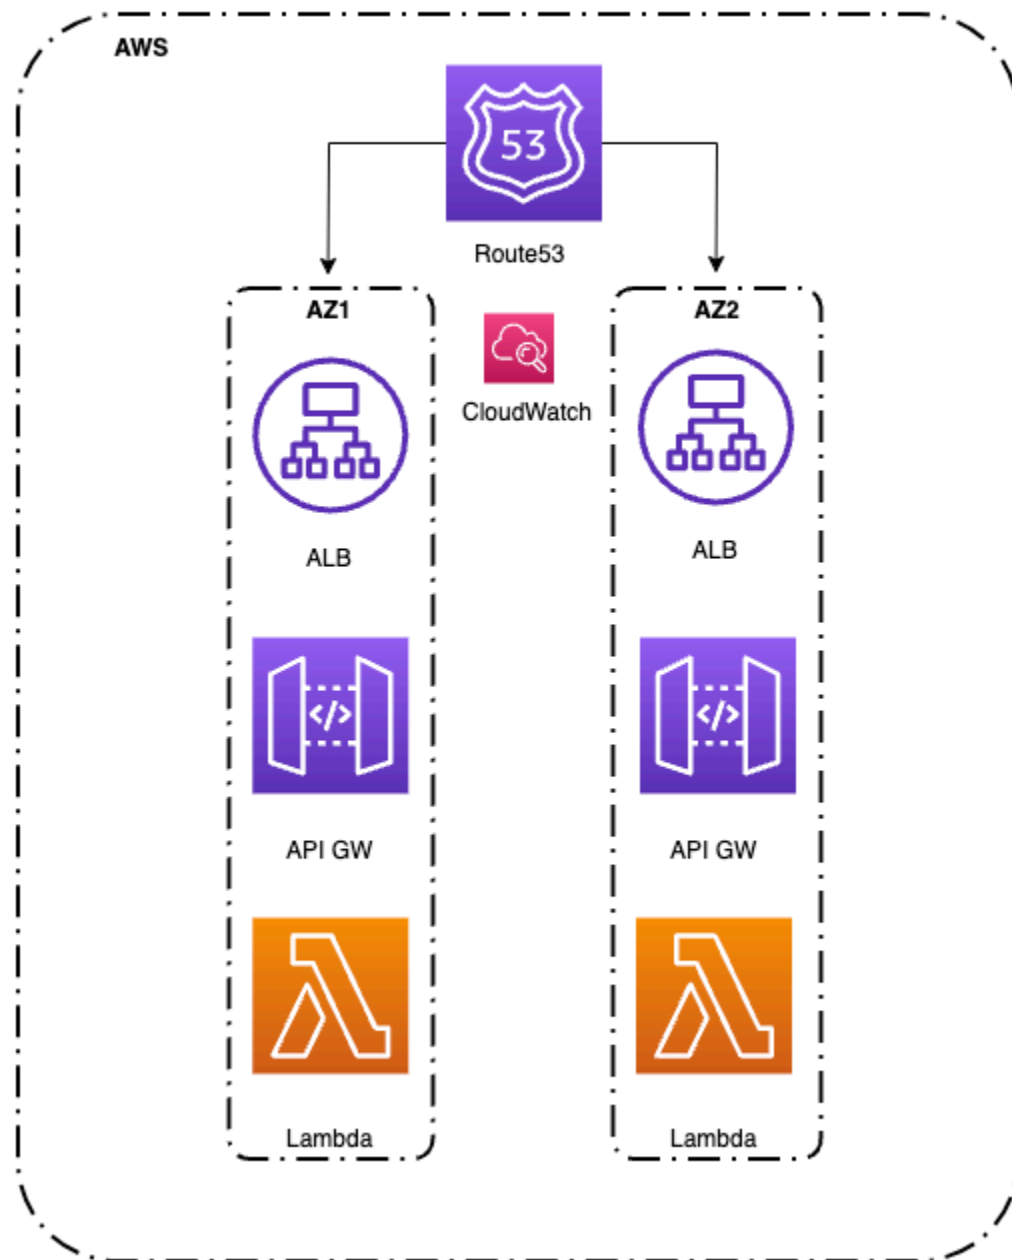 AWS
53
Route53
AZ1
AZ2
CloudWatch
ALB
ALB
</>
</>
API GW
API GW
Lambda
Lambda